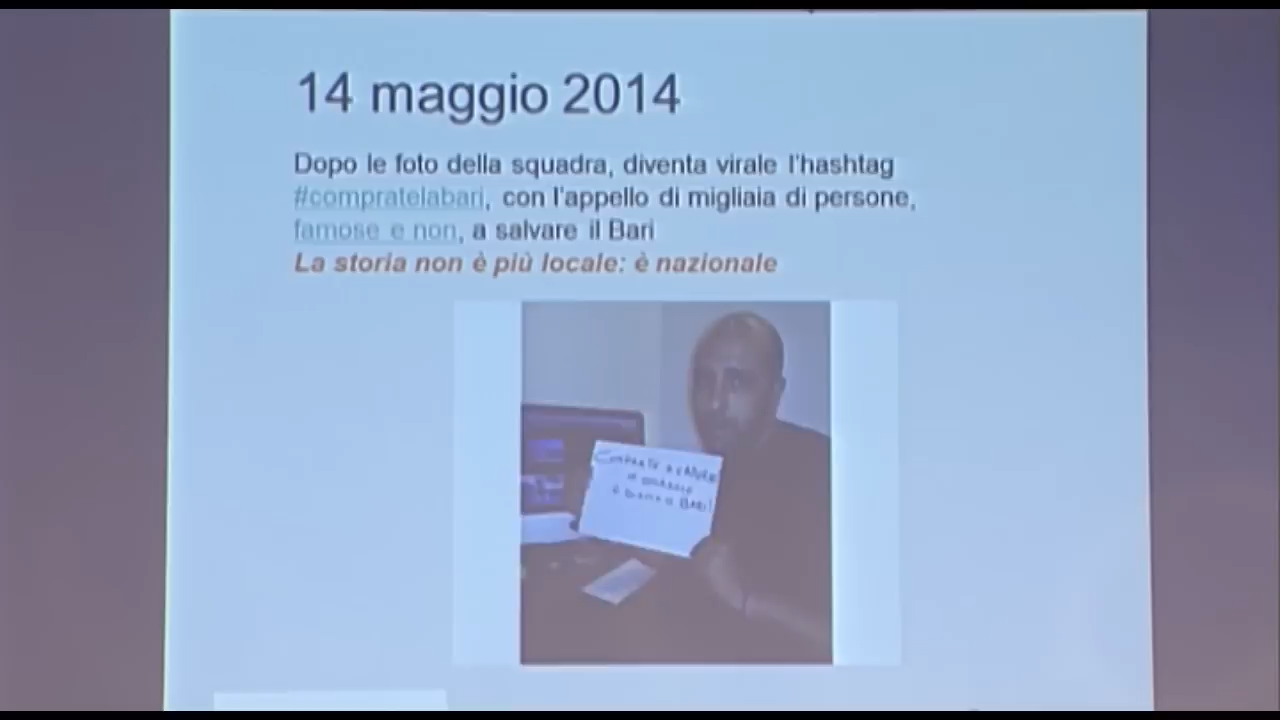 14 maggio 2014
Dopo le foto della squadra, diventa virale l'hashtag
#compratelabari, con l'appello di migliaia di persone,
famose e non, a salvare il Bari
La storia non è più locale: è nazionale
BARI!